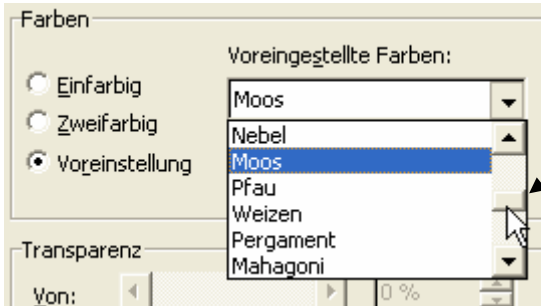 Farben
Voreingestellte Farben:
Einfarbig
Moos
Zweifarbig
Nebel
Voreinstellung
Moos
Pfau
Weizen
Pergament
Mahagoni
Transparenz
Von:
0 %